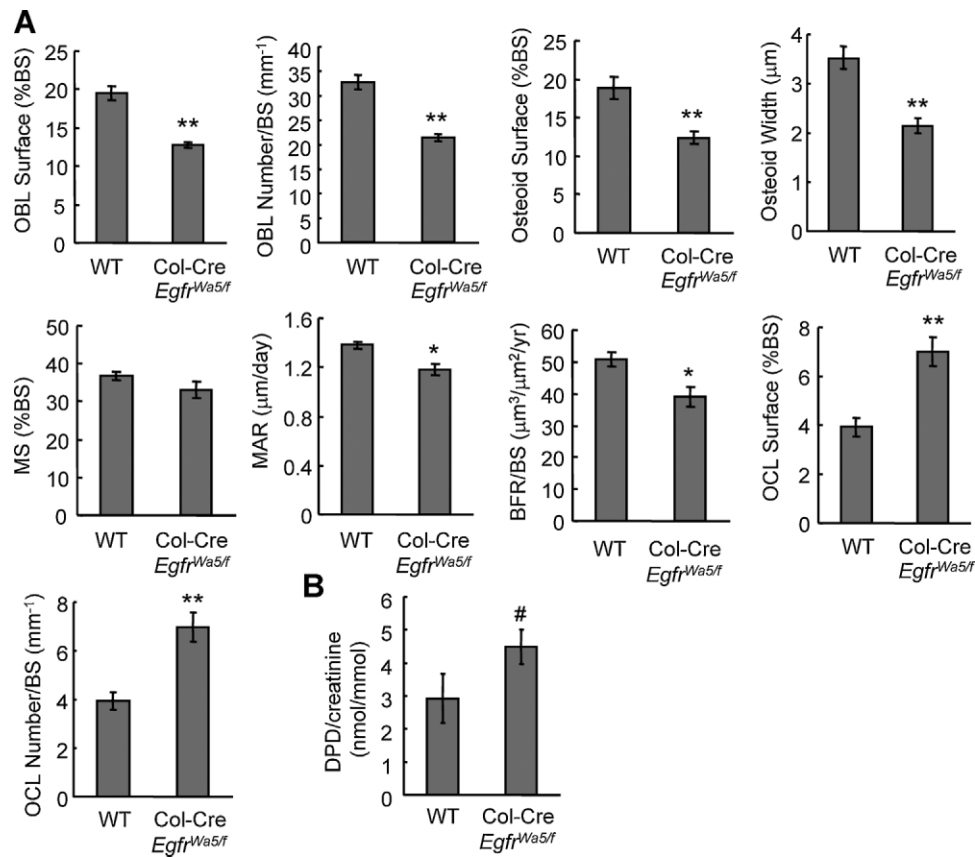 A
OBL Surface (%BS)
25
20
15
10
5
0
**
WT
Col-Cre
Egfr^Wa5/f
OBL Number/BS (mm⁻¹)
40
35
30
25
20
15
10
5
0
**
WT
Col-Cre
Egfr^Wa5/f
Osteoid Surface (%BS)
25
20
15
10
5
0
**
WT
Col-Cre
Egfr^Wa5/f
Osteoid Width (μm)
4
3
2
1
0
**
WT
Col-Cre
Egfr^Wa5/f
MS (%BS)
50
40
30
20
10
0
WT
Col-Cre
Egfr^Wa5/f
MAR (μm/day)
1.6
1.2
0.8
0.4
0
*
WT
Col-Cre
Egfr^Wa5/f
BFR/BS (μm³/μm²/yr)
60
50
40
30
20
10
0
*
WT
Col-Cre
Egfr^Wa5/f
OCL Surface (%BS)
8
6
4
2
0
**
WT
Col-Cre
Egfr^Wa5/f
OCL Number/BS (mm⁻¹)
8
6
4
2
0
**
WT
Col-Cre
Egfr^Wa5/f
B
DPD/creatinine
(nmol/mmol)
6
5
4
3
2
1
0
#
WT
Col-Cre
Egfr^Wa5/f